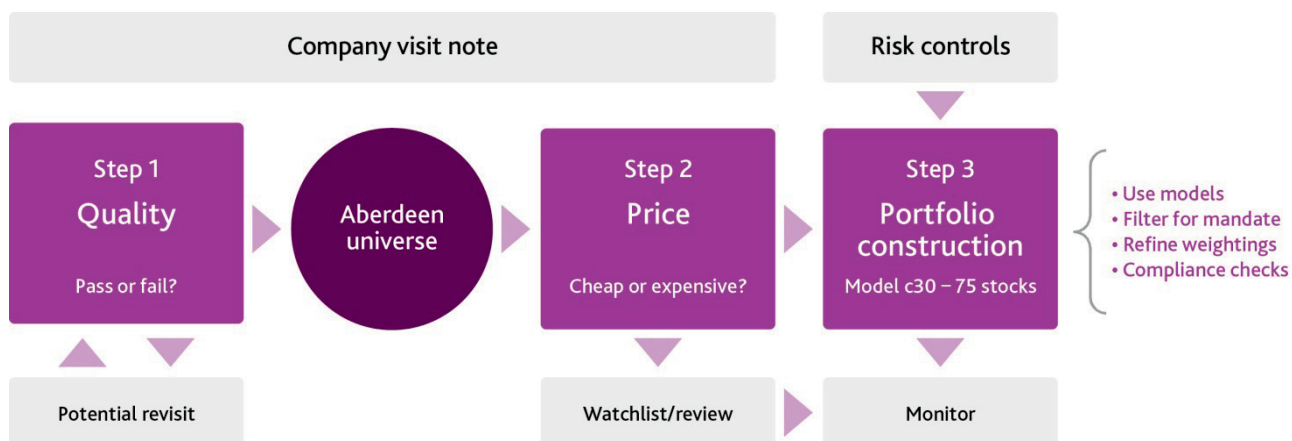 Company visit note
Risk controls
Step 1
Quality
Pass or fail?
Aberdeen
universe
Step 2
Price
Cheap or expensive?
Step 3
Portfolio
construction
Model c30 – 75 stocks
• Use models
• Filter for mandate
• Refine weightings
• Compliance checks
Potential revisit
Watchlist/review
Monitor